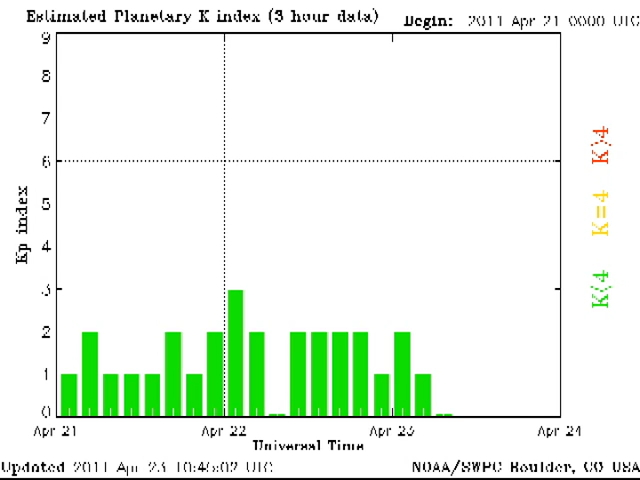 Estimated Planetary K index (3 hour data) Begin: 2011 Apr 21 0000 UTC
9
8
7
6
5
4
3
2
1
0
Kp index
K>4
K=4
K<4
Apr 21 Apr 22 Apr 23 Apr 24
Universal Time
Updated 2011 Apr 23 10:45:02 UTC NOAA/SWPC Boulder, CO USA